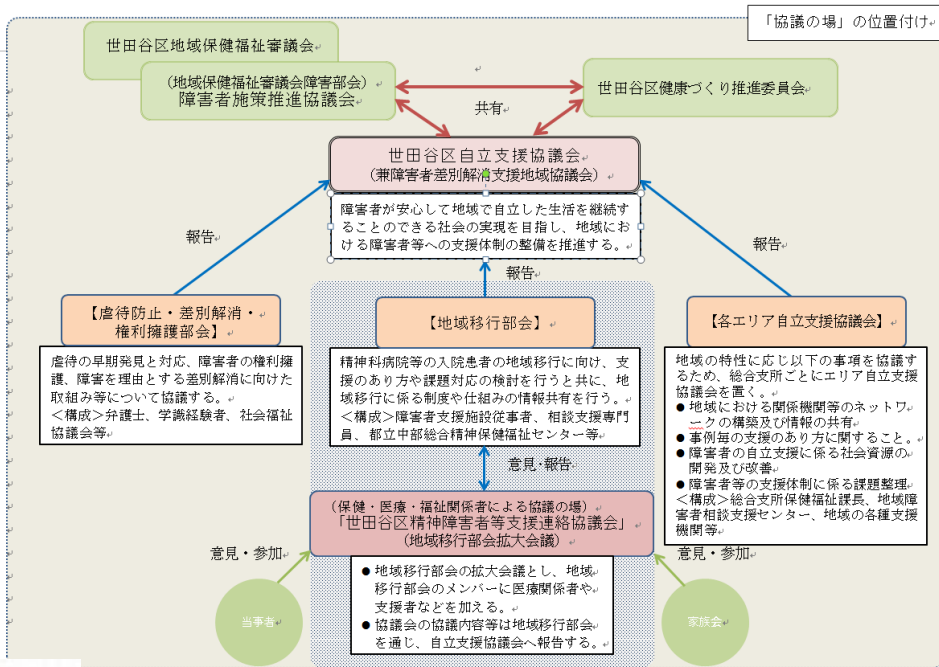 「協議の場」の位置付け
世田谷区地域保健福祉審議会
(地域保健福祉審議会障害部会)
障害者施策推進協議会
世田谷区健康づくり推進委員会
共有
世田谷区自立支援協議会
(兼障害者差別解消支援地域協議会)
障害者が安心して地域で自立した生活を継続す
ることのできる社会の実現を目指し、地域にお
ける障害者等への支援体制の整備を推進する。
報告
報告
報告
【虐待防止・差別解消・
権利擁護部会】
虐待の早期発見と対応、障害者の権利擁
護、障害を理由とする差別解消に向けた
取組み等について協議する。
＜構成＞弁護士、学識経験者、社会福祉
協議会等
【地域移行部会】
精神科病院等の入院患者の地域移行に向け、支
援のあり方や課題対応の検討を行うと共に、地
域移行に係る制度や仕組みの情報共有を行う。
＜構成＞障害者支援施設従事者、相談支援専門
員、都立中部総合精神保健福祉センター等
【各エリア自立支援協議会】
地域の特性に応じ以下の事項を協議す
るため、総合支所ごとにエリア自立支援
協議会を置く。
● 地域における関係機関等のネットワ
ークの構築及び情報の共有
● 事例毎の支援のあり方に関すること。
● 障害者の自立支援に係る社会資源の
開発及び改善
● 障害者等の支援体制に係る課題整理
＜構成＞総合支所保健福祉課長、地域障
害者相談支援センター、地域の各種支援
機関等
意見・報告
(保健・医療・福祉関係者による協議の場)
「世田谷区精神障害者等支援連絡協議会」
(地域移行部会拡大会議)
意見・参加
意見・参加
● 地域移行部会の拡大会議とし、地域
移行部会のメンバーに医療関係者や
支援者などを加える。
● 協議会の協議内容等は地域移行部会
を通じ、自立支援協議会へ報告する。
当事者
家族会